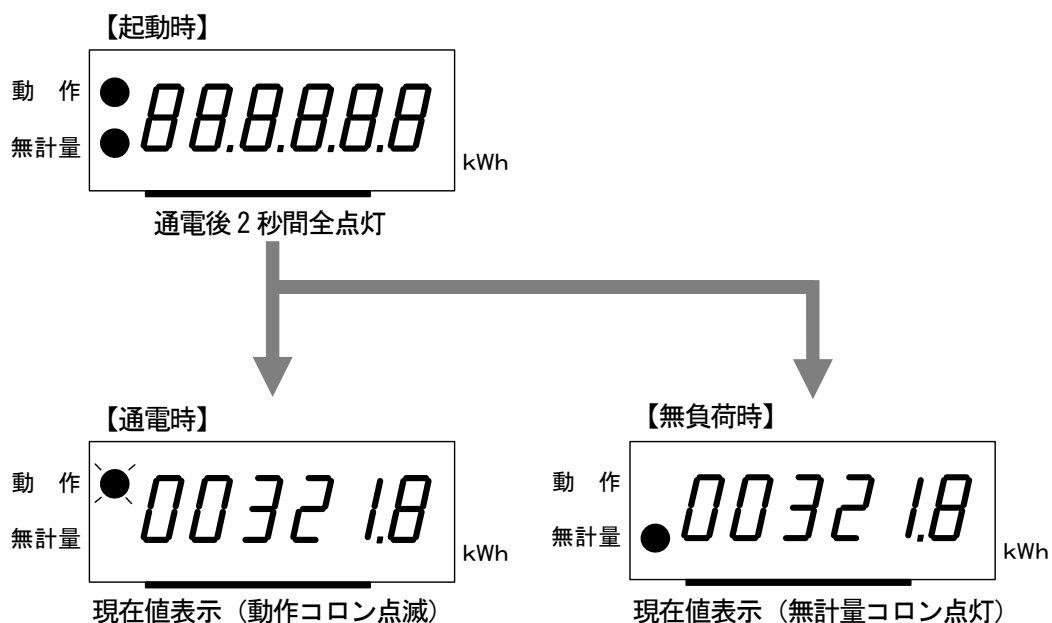 【起動時】
動 作
無計量
88.8.8.8.8
kWh
通電後2秒間全点灯
【通電時】
動 作
無計量
00321.8
kWh
現在値表示（動作コロン点滅）
【無負荷時】
動 作
無計量
00321.8
kWh
現在値表示（無計量コロン点灯）